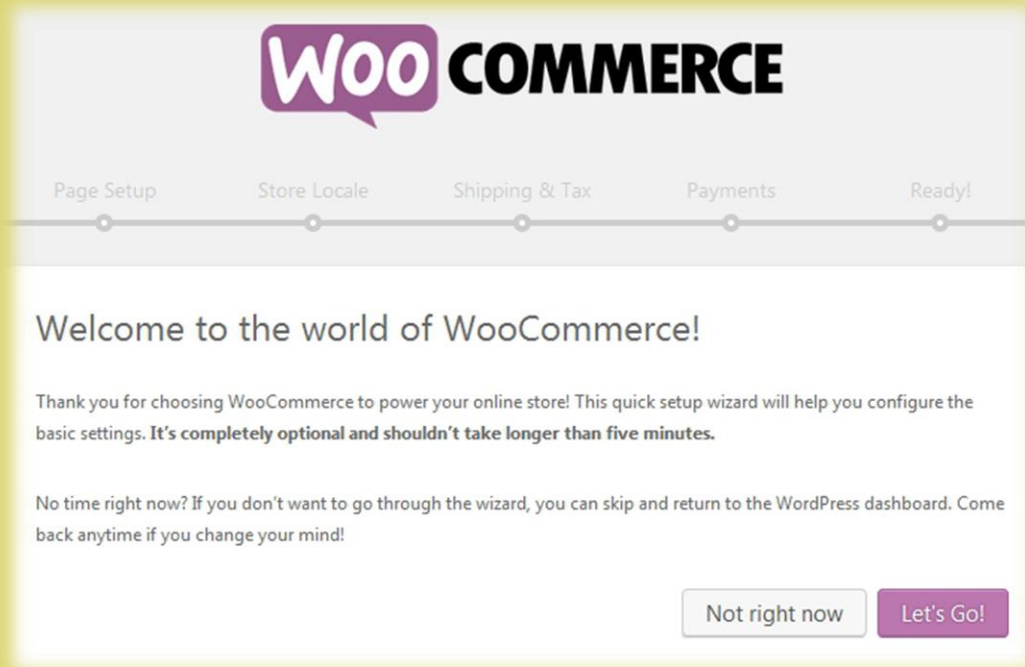 WOO COMMERCE
Page Setup Store Locale Shipping & Tax Payments Ready!
Welcome to the world of WooCommerce!
Thank you for choosing WooCommerce to power your online store! This quick setup wizard will help you configure the
basic settings. It's completely optional and shouldn't take longer than five minutes.
No time right now? If you don't want to go through the wizard, you can skip and return to the WordPress dashboard. Come
back anytime if you change your mind!
Not right now Let's Go!